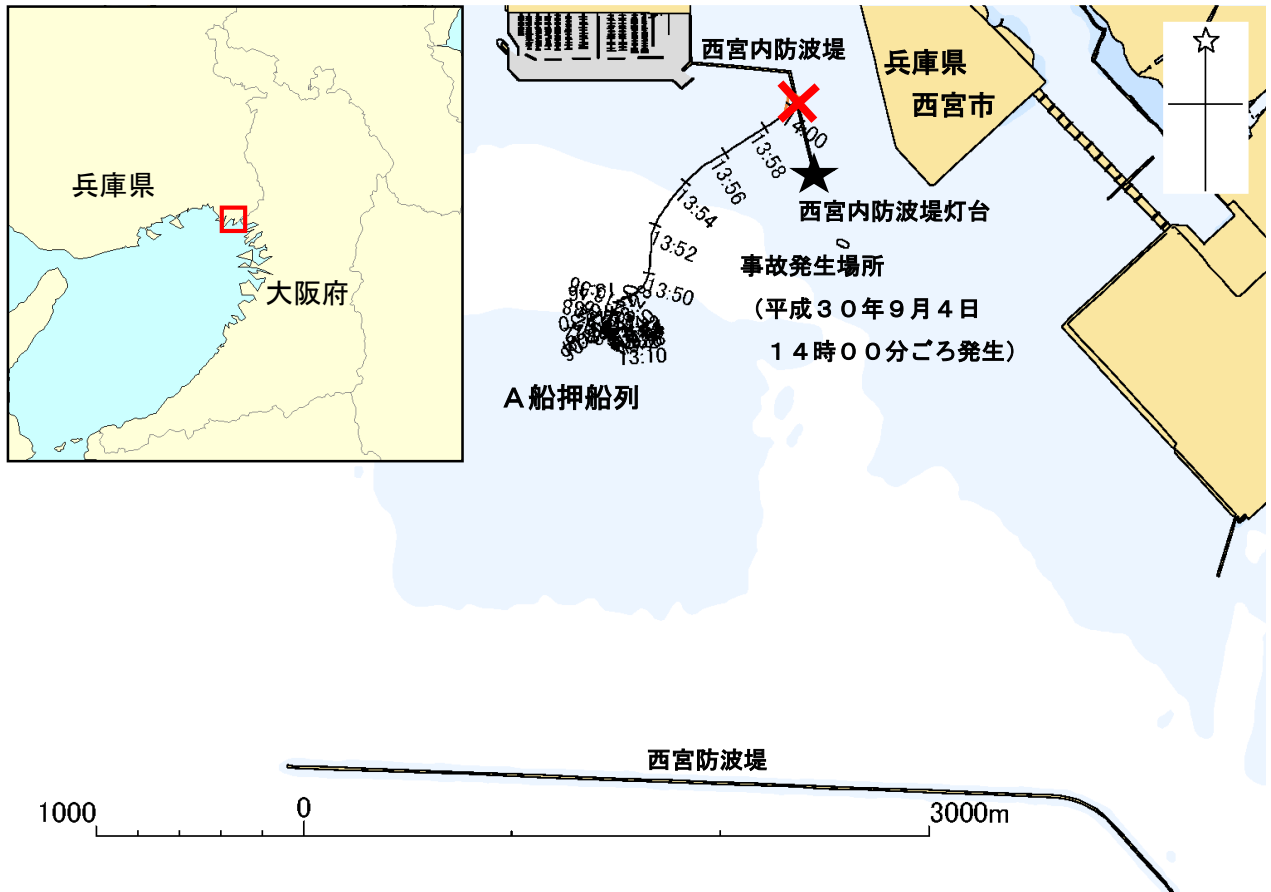 兵庫県
大阪府
西宮内防波堤
兵庫県
西宮市
14:00
13:58
13:56
13:54
13:52
13:50
13:10
西宮内防波堤灯台
事故発生場所
（平成３０年９月４日
１４時００分ごろ発生）
Ａ船押船列
西宮防波堤
1000
0
3000m